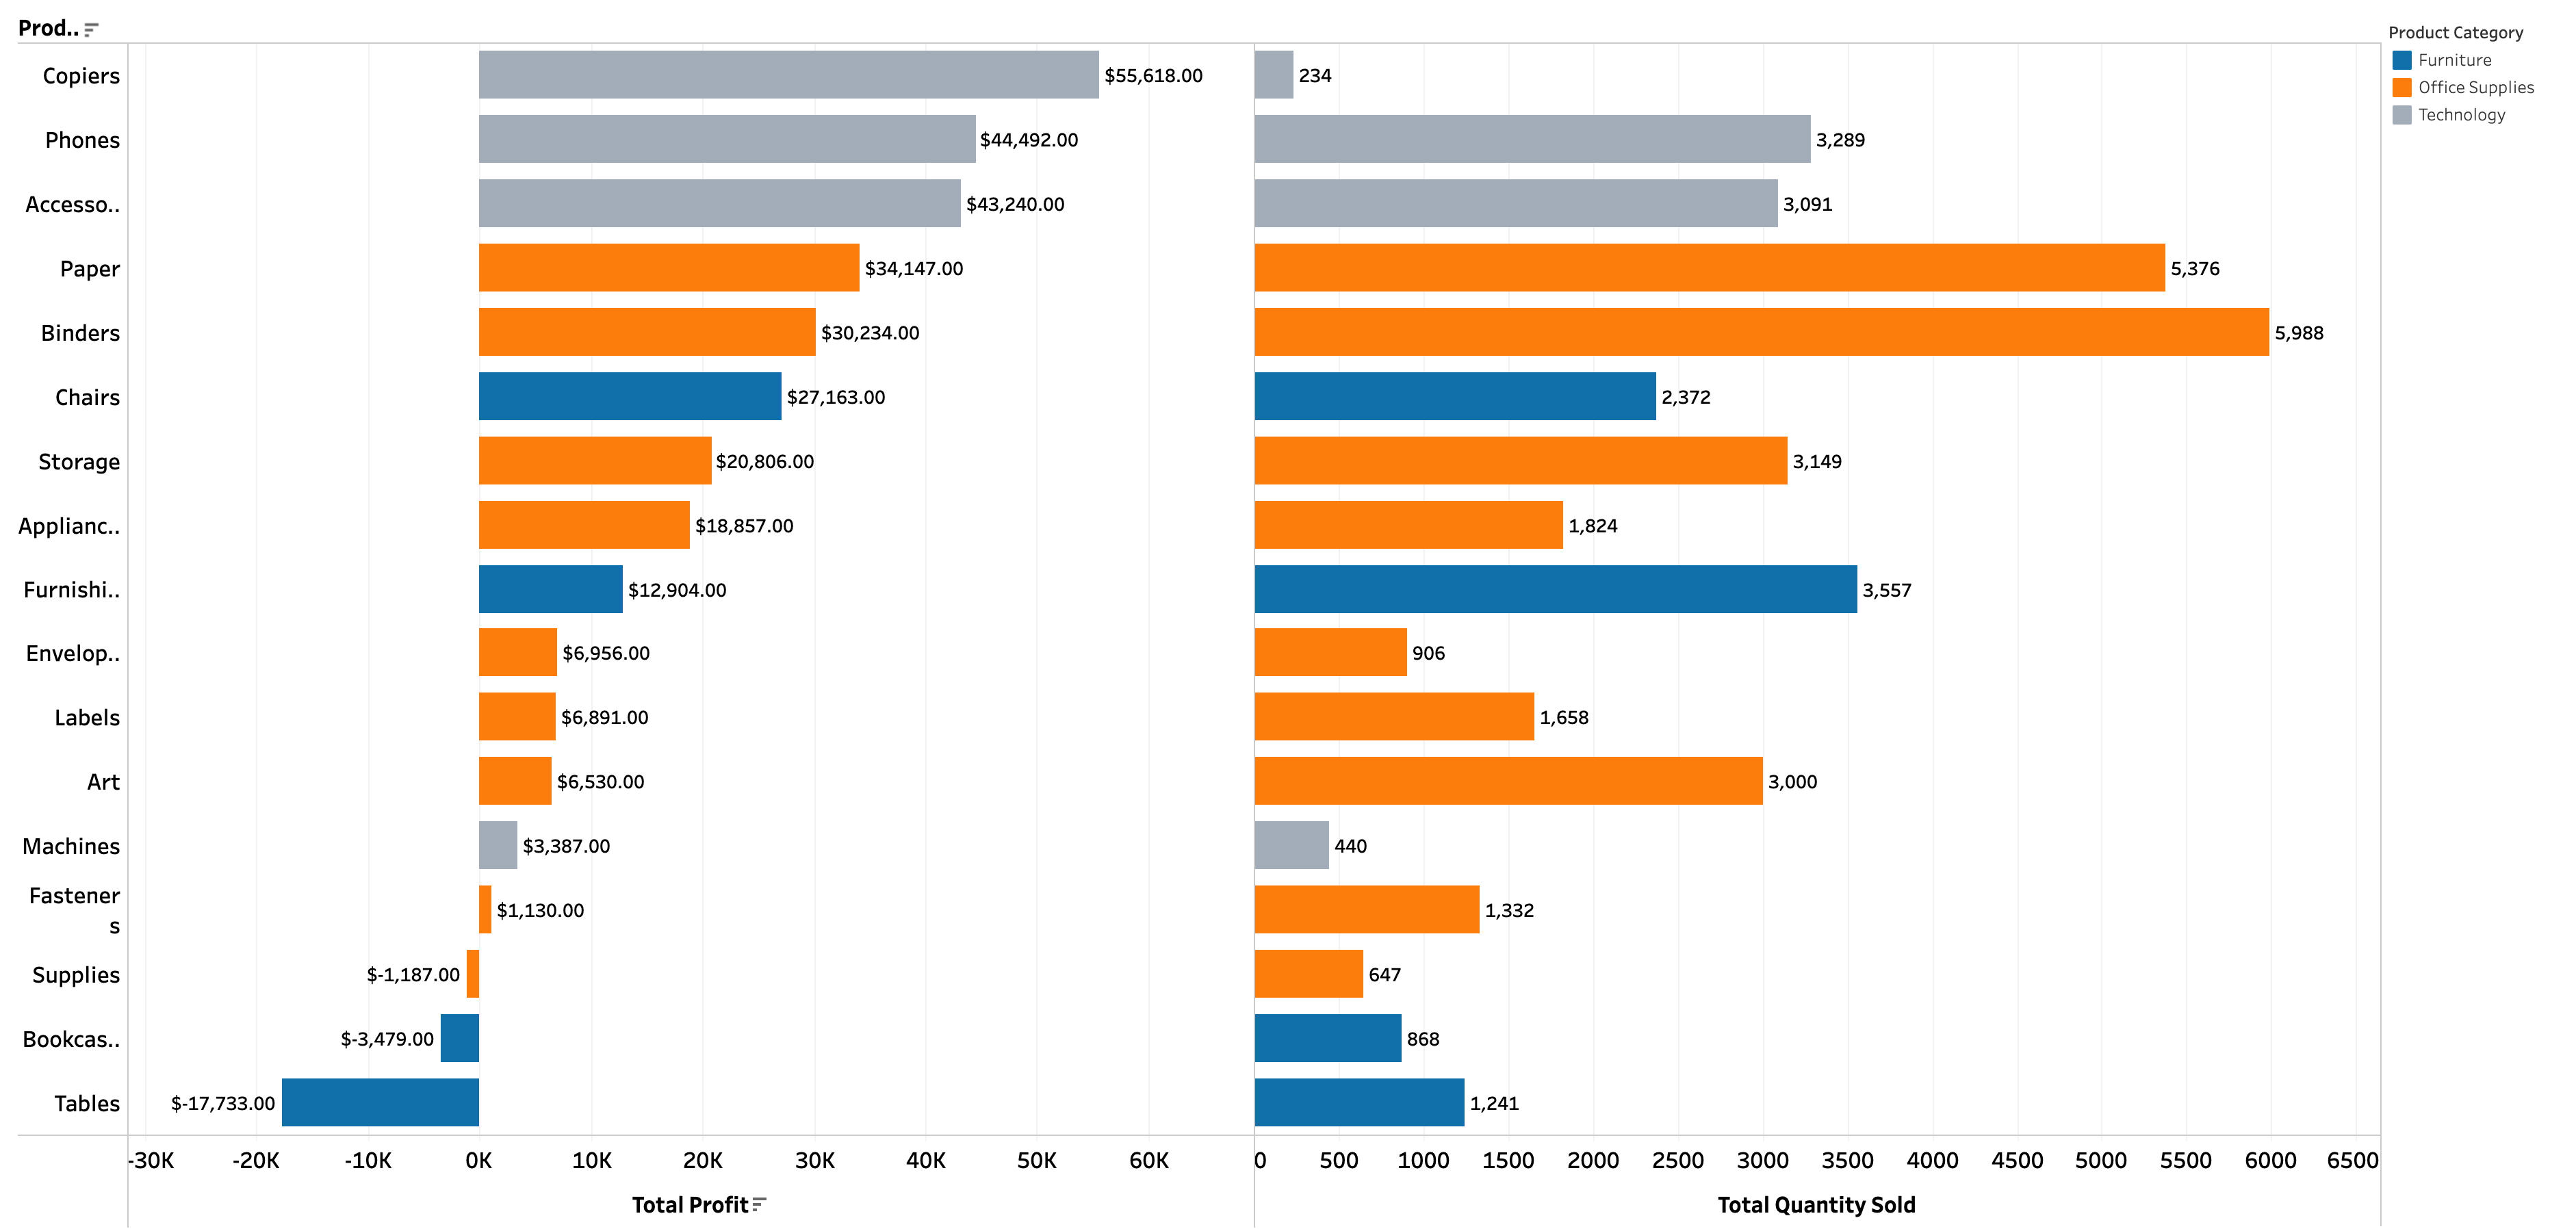 Prod..
Product Category
Furniture
Office Supplies
Technology
Copiers $55,618.00 234
Phones $44,492.00 3,289
Accesso.. $43,240.00 3,091
Paper $34,147.00 5,376
Binders $30,234.00 5,988
Chairs $27,163.00 2,372
Storage $20,806.00 3,149
Applianc.. $18,857.00 1,824
Furnishi.. $12,904.00 3,557
Envelop.. $6,956.00 906
Labels $6,891.00 1,658
Art $6,530.00 3,000
Machines $3,387.00 440
Fastener
s $1,130.00 1,332
Supplies $-1,187.00 647
Bookcas.. $-3,479.00 868
Tables $-17,733.00 1,241
-30K -20K -10K 0K 10K 20K 30K 40K 50K 60K 0 500 1000 1500 2000 2500 3000 3500 4000 4500 5000 5500 6000 6500
Total Profit Total Quantity Sold